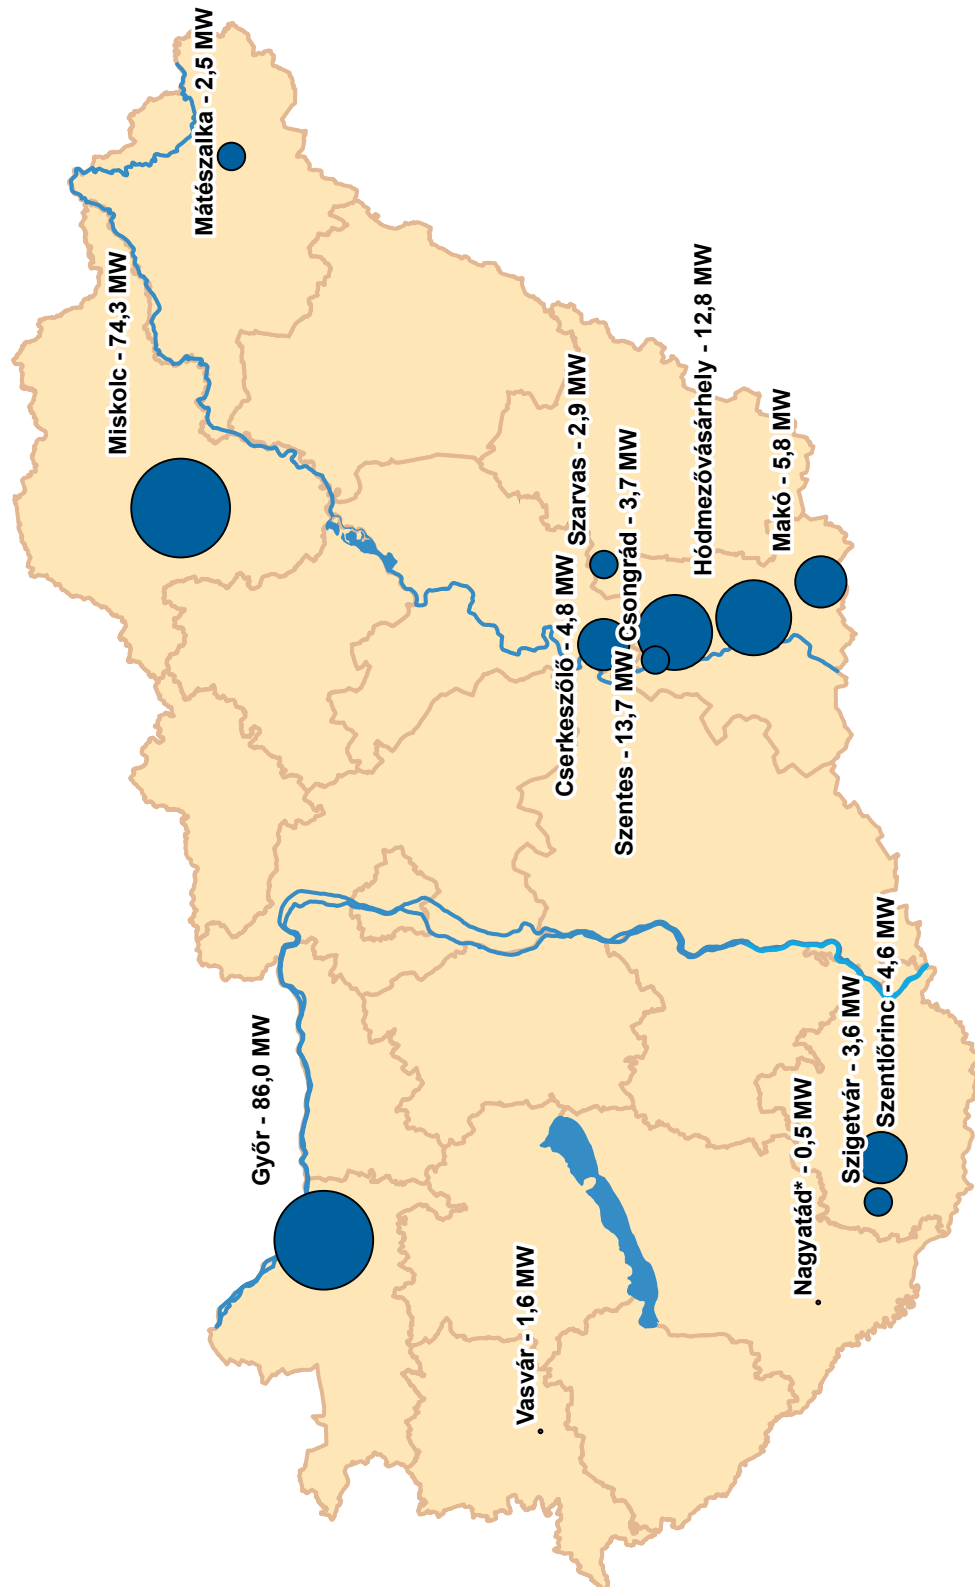 Mátészalka - 2,5 MW
Miskolc - 74,3 MW
Győr - 86,0 MW
Szarvas - 2,9 MW
Cserkeszőlő - 4,8 MW
Csongrád - 3,7 MW
Szentes - 13,7 MW
Hódmezővásárhely - 12,8 MW
Makó - 5,8 MW
Vasvár - 1,6 MW
Nagyatád* - 0,5 MW
Szigetvár - 3,6 MW
Szentlőrinc - 4,6 MW